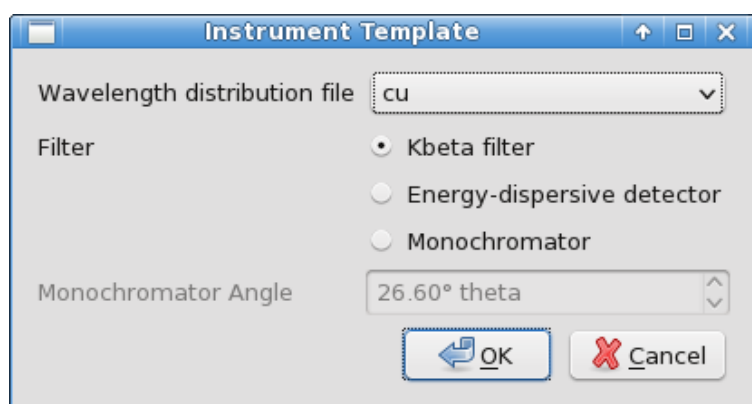 Instrument Template
Wavelength distribution file cu
Filter Kbeta filter
Energy-dispersive detector
Monochromator
Monochromator Angle 26.60° theta
OK Cancel